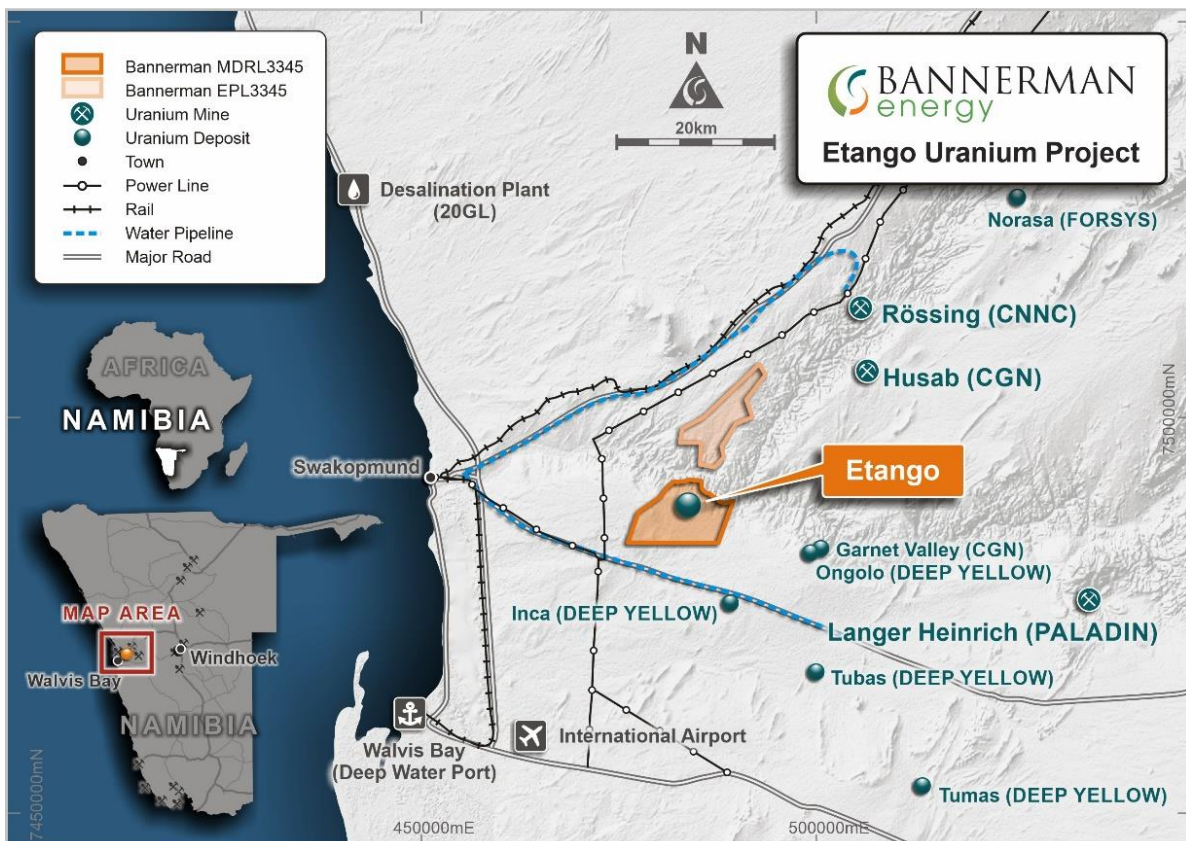 Bannerman MDRL3345
Bannerman EPL3345
Uranium Mine
Uranium Deposit
Town
Power Line
Rail
Water Pipeline
Major Road
N
20km
BANNERMAN
energy
Etango Uranium Project
Desalination Plant
(20GL)
Norasa (FORSYS)
Rössing (CNNC)
Husab (CGN)
7500000mN
AFRICA
NAMIBIA
Swakopmund
Etango
Garnet Valley (CGN)
Ongolo (DEEP YELLOW)
Inca (DEEP YELLOW)
Langer Heinrich (PALADIN)
MAP AREA
Windhoek
Walvis Bay
NAMIBIA
Tubas (DEEP YELLOW)
International Airport
Walvis Bay
(Deep Water Port)
Tumas (DEEP YELLOW)
7450000mN
450000mE
500000mE